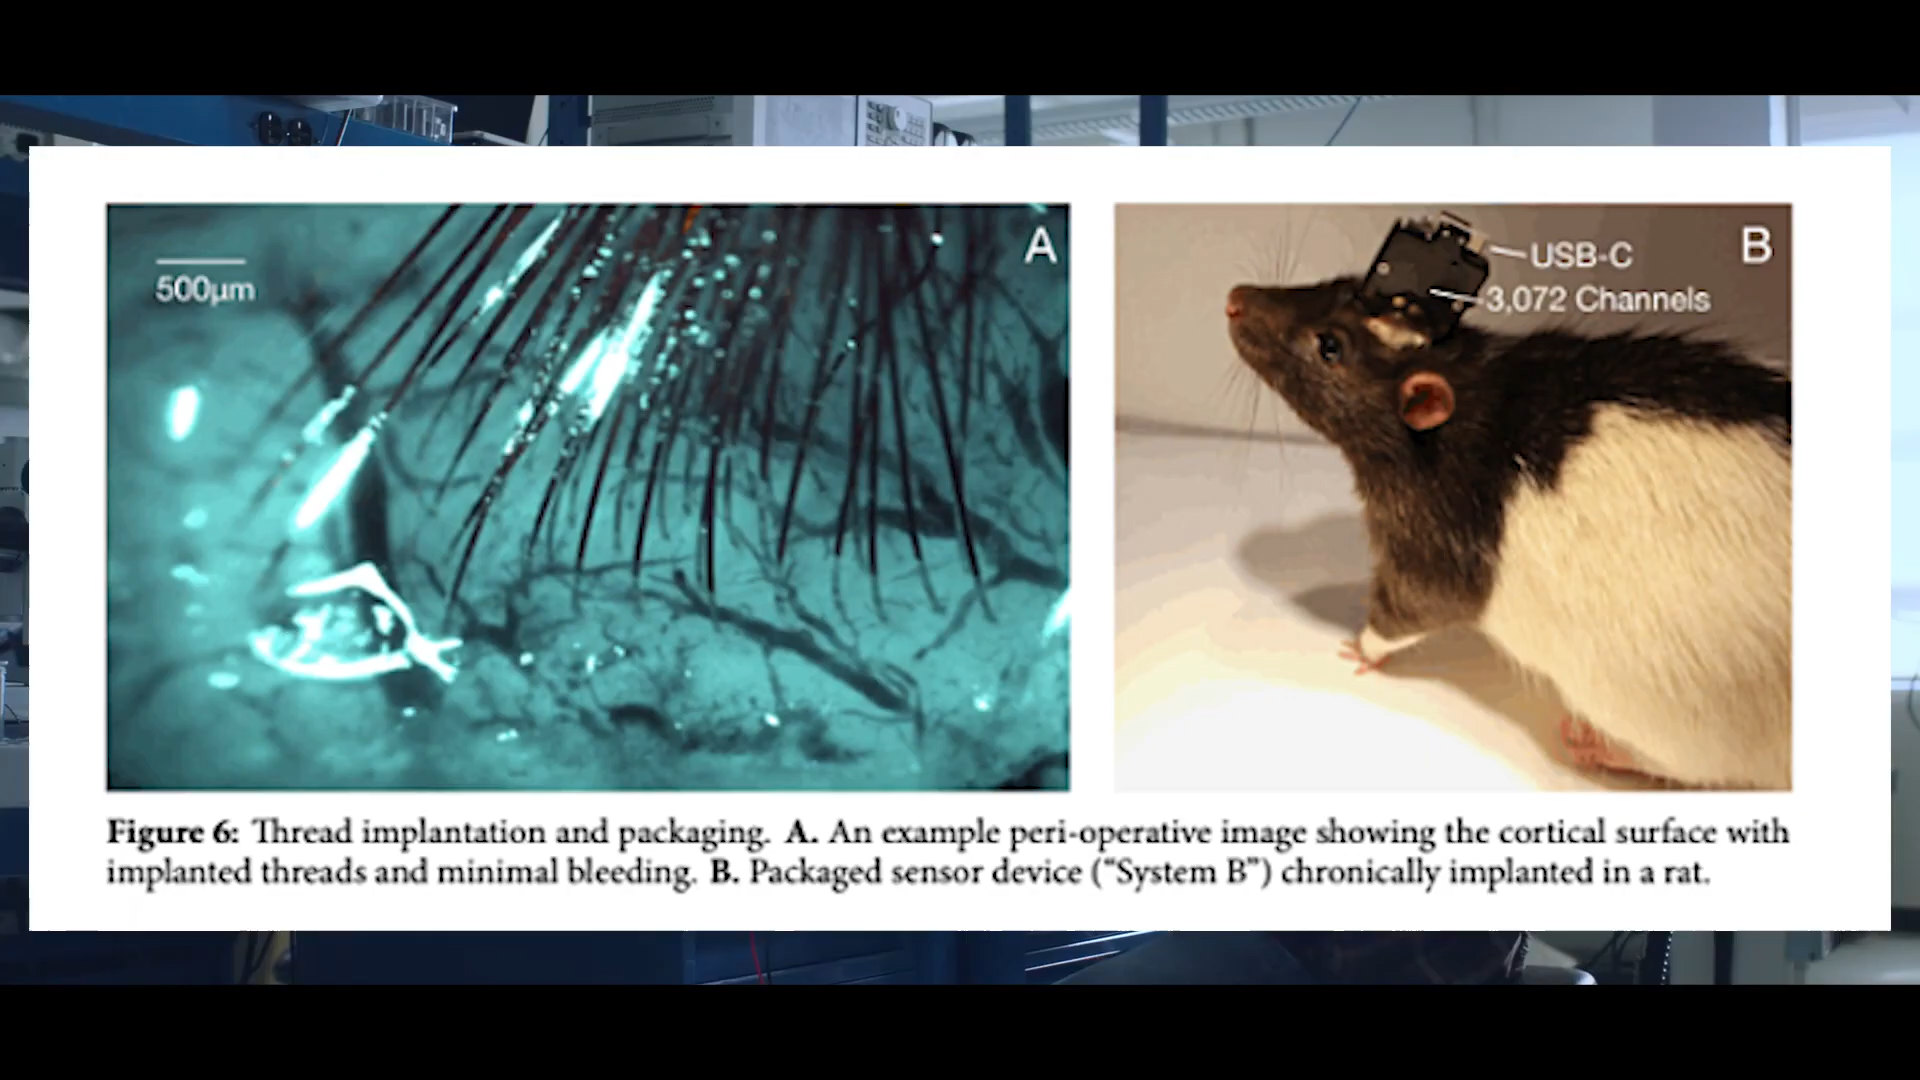 A
500µm
B
USB-C
3,072 Channels
Figure 6: Thread implantation and packaging. A. An example peri-operative image showing the cortical surface with
implanted threads and minimal bleeding. B. Packaged sensor device (“System B”) chronically implanted in a rat.